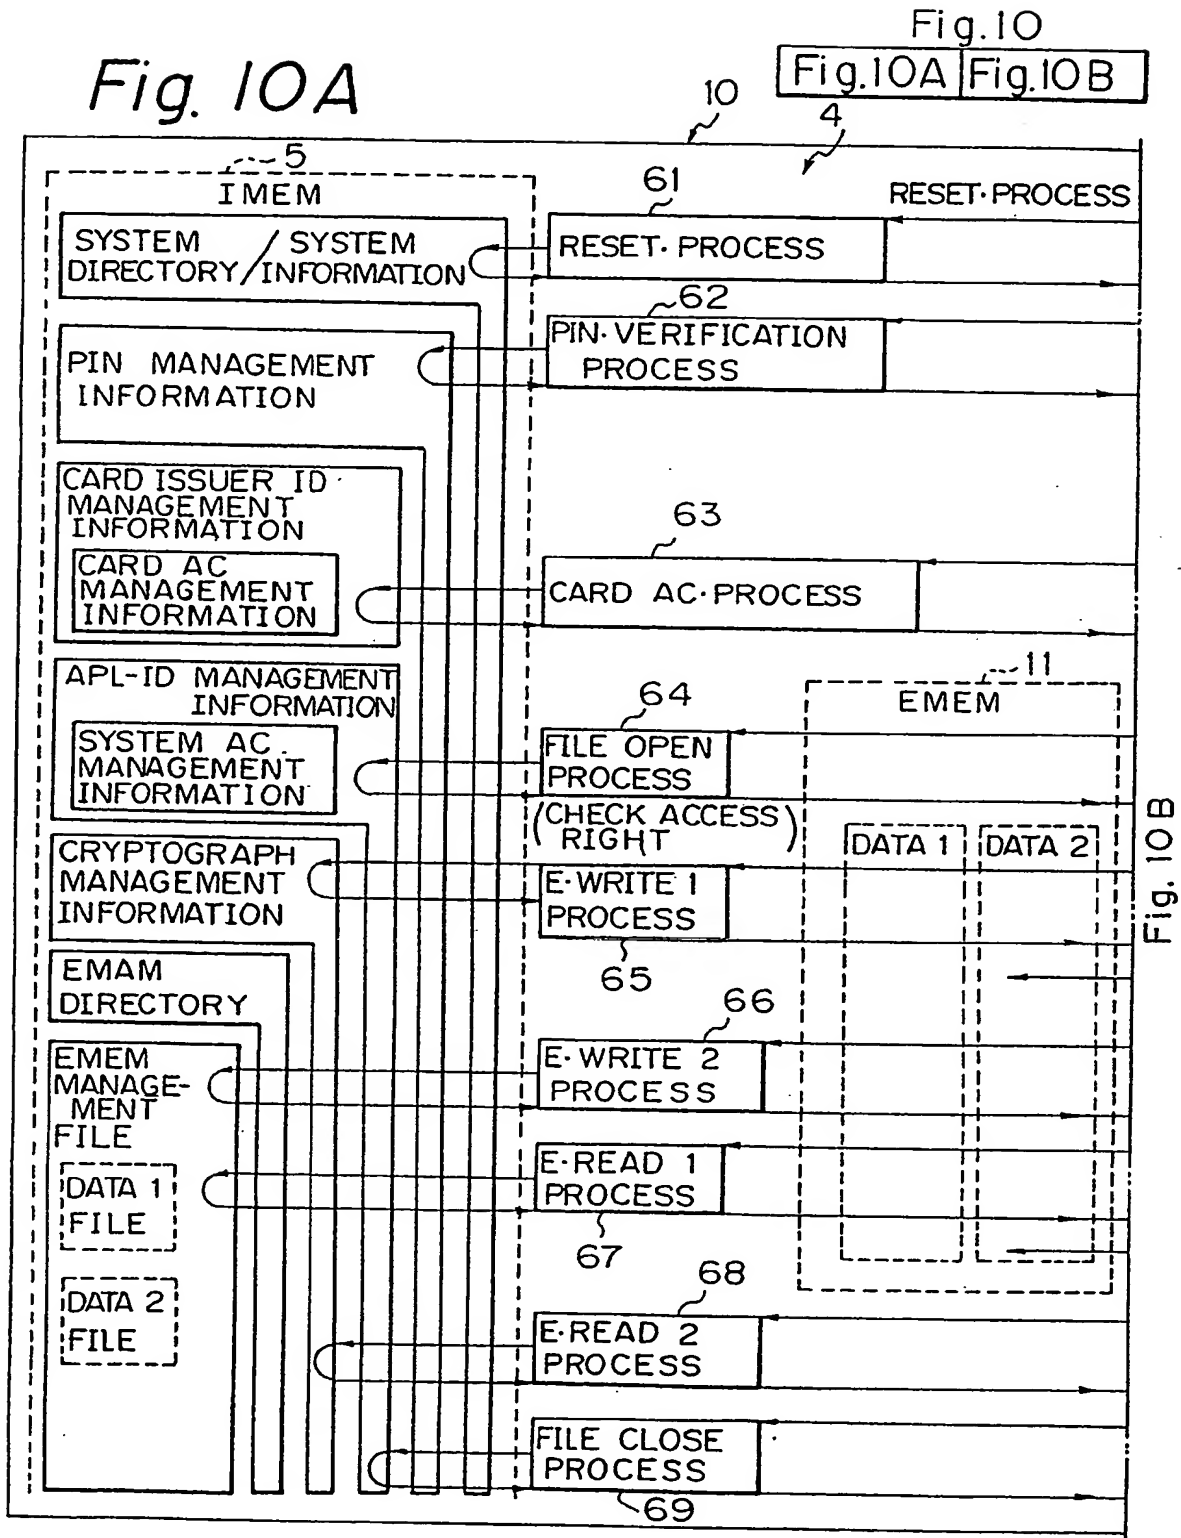 Fig.10
Fig.10A Fig.10B
Fig. 10A
10
4
5
IMEM
SYSTEM DIRECTORY / SYSTEM INFORMATION
61
RESET·PROCESS
RESET·PROCESS
62
PIN·VERIFICATION
PROCESS
PIN MANAGEMENT
INFORMATION
CARD ISSUER ID
MANAGEMENT
INFORMATION
CARD AC
MANAGEMENT
INFORMATION
63
CARD AC·PROCESS
APL-ID MANAGEMENT
INFORMATION
SYSTEM AC
MANAGEMENT
INFORMATION
64
FILE OPEN
PROCESS
(CHECK ACCESS)
RIGHT
11
EMEM
DATA 1
DATA 2
CRYPTOGRAPH
MANAGEMENT
INFORMATION
E·WRITE 1
PROCESS
65
EMAM
DIRECTORY
66
E·WRITE 2
PROCESS
EMEM
MANAGE-
MENT
FILE
DATA 1
FILE
DATA 2
FILE
E·READ 1
PROCESS
67
68
E·READ 2
PROCESS
FILE CLOSE
PROCESS
69
Fig. 10B